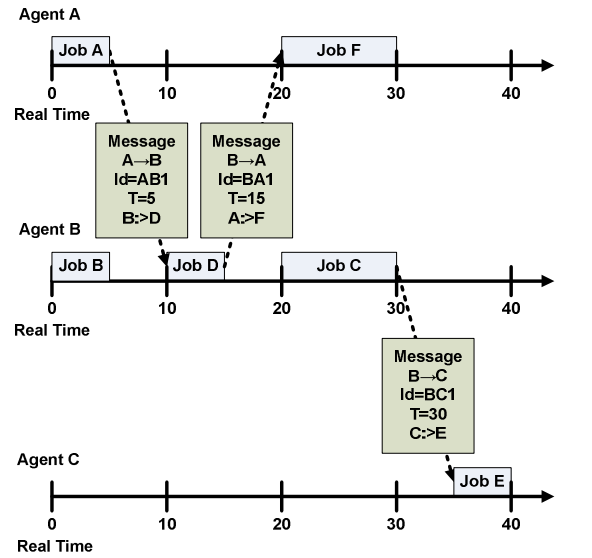 Agent A
Job A
Job F
0 10 20 30 40
Real Time
Message
A→B
Id=AB1
T=5
B:>D
Message
B→A
Id=BA1
T=15
A:>F
Agent B
Job B
Job D
Job C
0 10 20 30 40
Real Time
Message
B→C
Id=BC1
T=30
C:>E
Agent C
Job E
0 10 20 30 40
Real Time